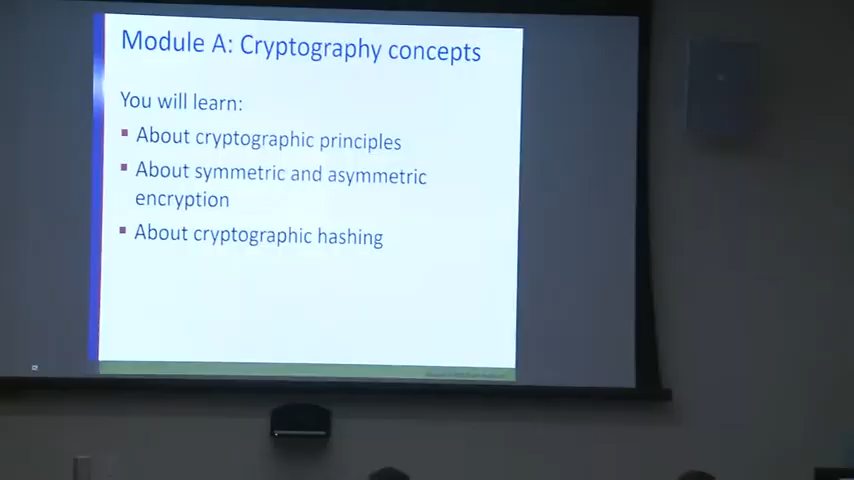 Module A: Cryptography concepts
You will learn:
About cryptographic principles
About symmetric and asymmetric
encryption
About cryptographic hashing